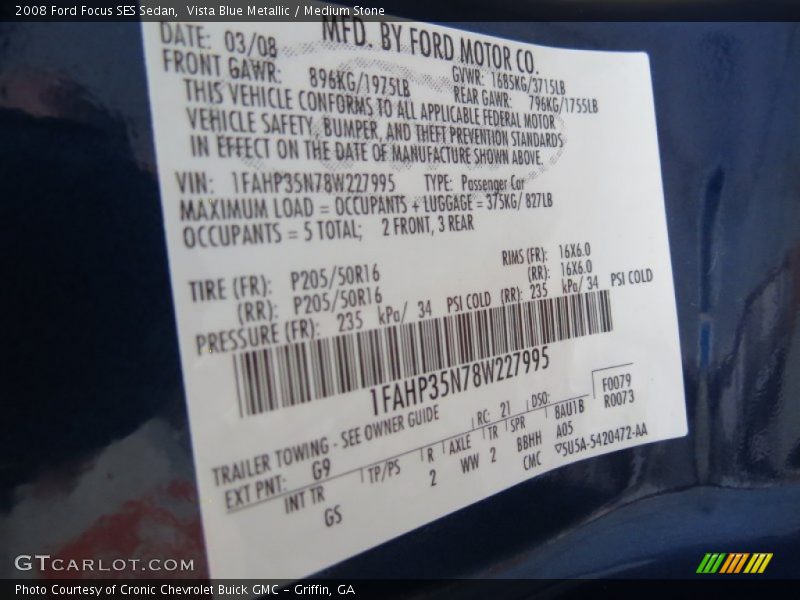 2008 Ford Focus SES Sedan,  Vista Blue Metallic / Medium Stone
MFD. BY FORD MOTOR CO.
DATE: 03/08
GVWR: 1685KG/3715LB
FRONT GAWR: 896KG/1975LB
REAR GAWR: 796KG/1755LB
THIS VEHICLE CONFORMS TO ALL APPLICABLE FEDERAL MOTOR
VEHICLE SAFETY, BUMPER, AND THEFT PREVENTION STANDARDS
IN EFFECT ON THE DATE OF MANUFACTURE SHOWN ABOVE.
VIN: 1FAHP35N78W227995 TYPE: Passenger Car
MAXIMUM LOAD = OCCUPANTS + LUGGAGE = 375KG/ 827LB
OCCUPANTS = 5 TOTAL; 2 FRONT, 3 REAR
TIRE (FR): P205/50R16 RIMS (FR): 16X6.0
(RR): P205/50R16 (RR): 16X6.0
PRESSURE (FR): 235 kPa/ 34 PSI COLD (RR): 235 kPa/ 34 PSI COLD
1FAHP35N78W227995
TRAILER TOWING - SEE OWNER GUIDE
F0079
EXT PNT: G9 RC: 21 DSO: R0073
INT TR TP/PS R AXLE TR SPR 8AU1B
GS 2 WW 2 BBHH A05
CMC 5U5A-5420472-AA
GTCARLOT.COM
Photo Courtesy of Cronic Chevrolet Buick GMC - Griffin, GA